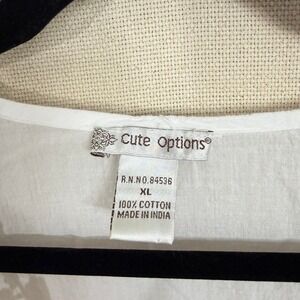 Cute Options®
R.N.NO.84536
XL
100% COTTON
MADE IN INDIA